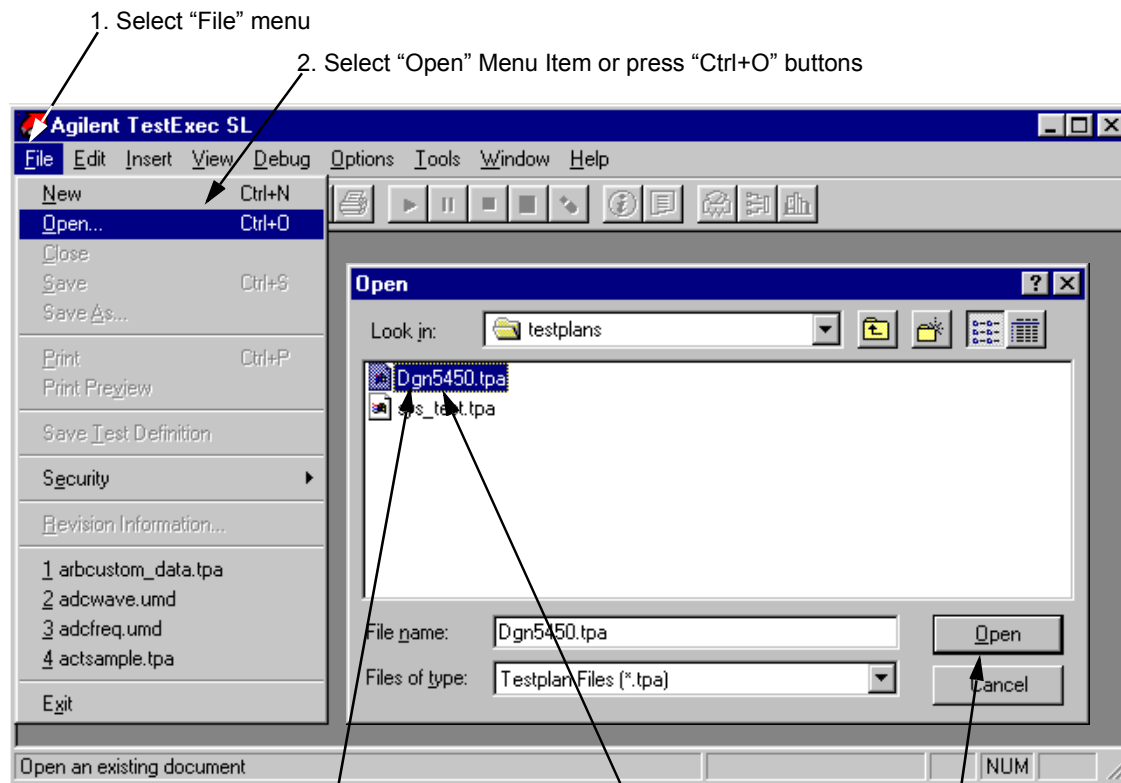 1. Select “File” menu
2. Select “Open” Menu Item or press “Ctrl+O” buttons
Agilent TestExec SL
File Edit Insert View Debug Options Tools Window Help
New Ctrl+N
Open... Ctrl+O
Close
Save Ctrl+S
Save As...
Print Ctrl+P
Print Preview
Save Test Definition
Security
Revision Information...
1 arbcustom_data.tpa
2 adcwave.umd
3 adcfreq.umd
4 actsample.tpa
Exit
Open
Look in: testplans
Dgn5450.tpa
sys_test.tpa
File name: Dgn5450.tpa Open
Files of type: Testplan Files (*.tpa) Cancel
Open an existing document NUM